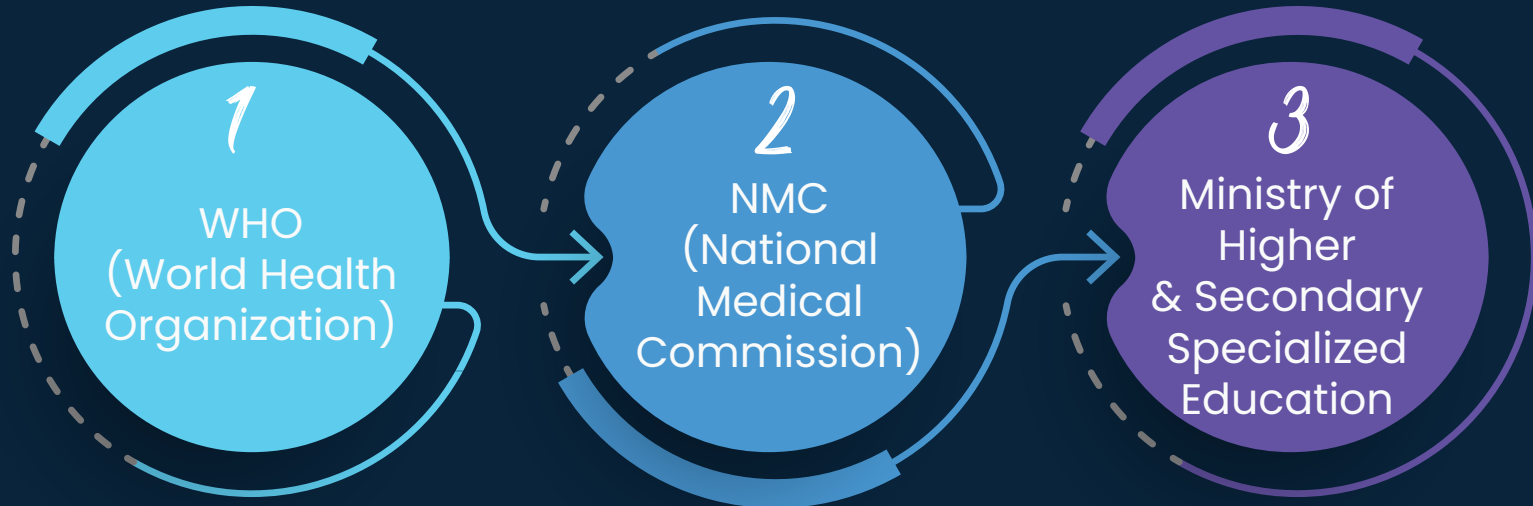 1
WHO
(World Health
Organization)
2
NMC
(National
Medical
Commission)
3
Ministry of
Higher
& Secondary
Specialized
Education